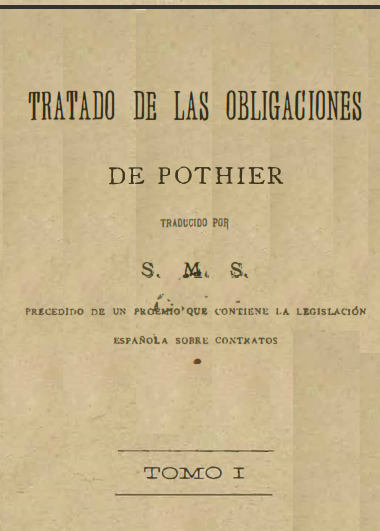 TRATADO DE LAS OBLIGACIONES
DE POTHIER
TRADUCIDO POR
S. M. S.
PRECEDIDO DE UN PROEMIO QUE CONTIENE LA LEGISLACIÓN
ESPAÑOLA SOBRE CONTRATOS
TOMO I